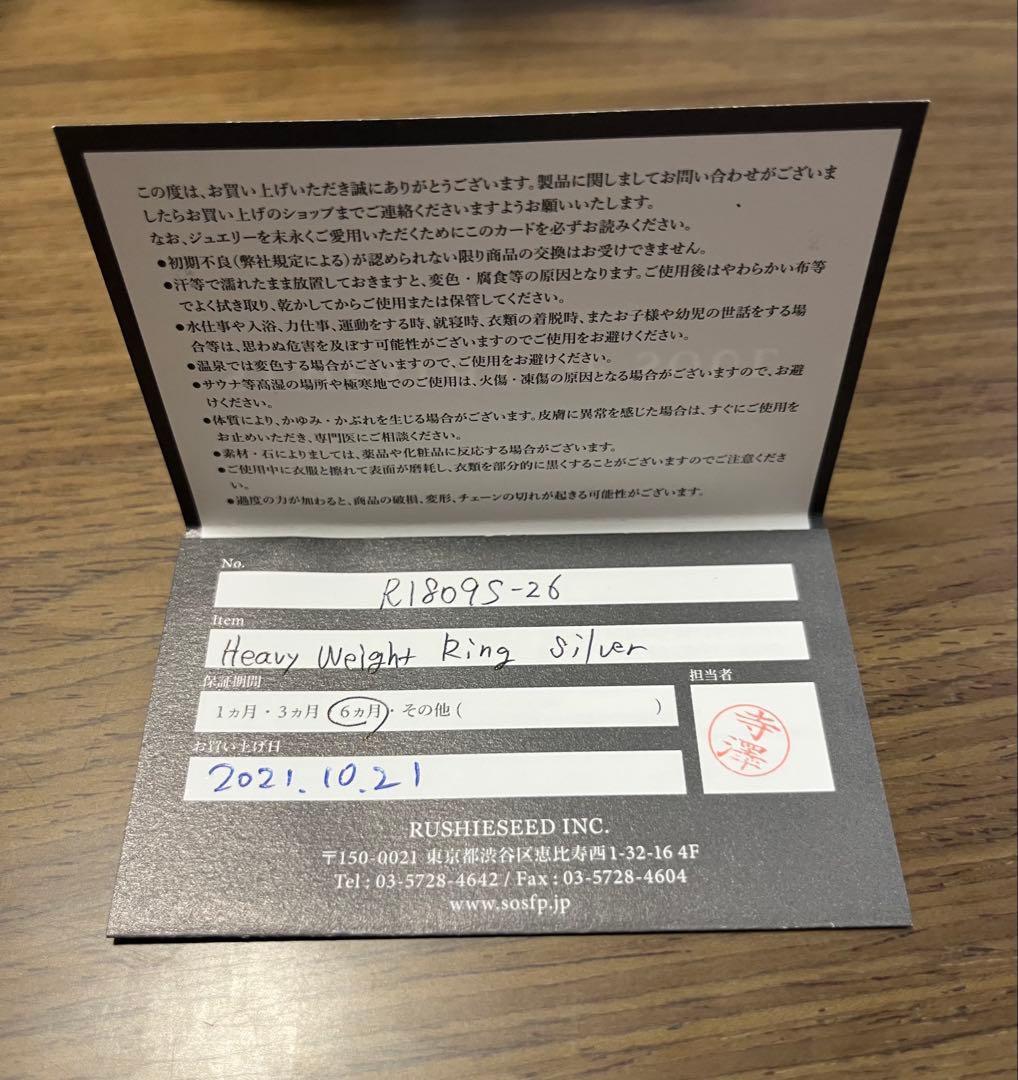 この度は、お買い上げいただき誠にありがとうございます。製品に関しましてお問い合わせがございま
したらお買い上げのショップまでご連絡くださいますようお願いいたします。
なお、ジュエリーを末永くご愛用いただくためにこのカードを必ずお読みください。
●初期不良(弊社規定による)が認められない限り商品の交換はお受けできません。
●汗等で濡れたまま放置しておきますと、変色・腐食等の原因となります。ご使用後はやわらかい布等
でよく拭き取り、乾かしてからご使用または保管してください。
●水仕事や入浴、力仕事、運動をする時、就寝時、衣類の着脱時、またお子様や幼児の世話をする場
合等は、思わぬ危害を及ぼす可能性がございますのでご使用をお避けください。
●温泉では変色する場合がございますので、ご使用をお避けください。
●サウナ等高湿の場所や極寒地でのご使用は、火傷・凍傷の原因となる場合がございますので、お避
けください。
●体質により、かゆみ・かぶれを生じる場合がございます。皮膚に異常を感じた場合は、すぐにご使用を
お止めいただき、専門医にご相談ください。
●素材・石によりましては、薬品や化粧品に反応する場合がございます。
●ご使用中に衣服と擦れて表面が磨耗し、衣類を部分的に黒くすることがございますのでご注意くださ
い。
●過度の力が加わると、商品の破損、変形、チェーンの切れが起きる可能性がございます。
No.
R1809S-26
Item
Heavy Weight Ring Silver
保証期間
1ヵ月・3ヵ月・6ヵ月・その他( )
担当者
寺澤
お買い上げ日
2021.10.21
RUSHIESEED INC.
〒150-0021 東京都渋谷区恵比寿西1-32-16 4F
Tel : 03-5728-4642 / Fax : 03-5728-4604
www.sosfp.jp